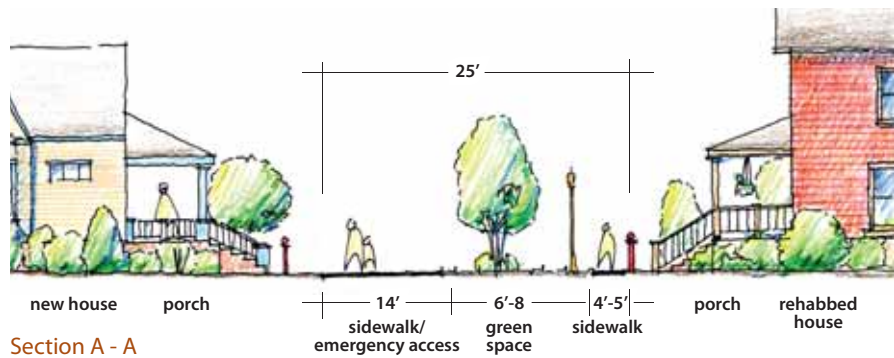 25'
new house
porch
14'
sidewalk/
emergency access
6'-8
green
space
4'-5'
sidewalk
porch
rehabbed
house
Section A - A